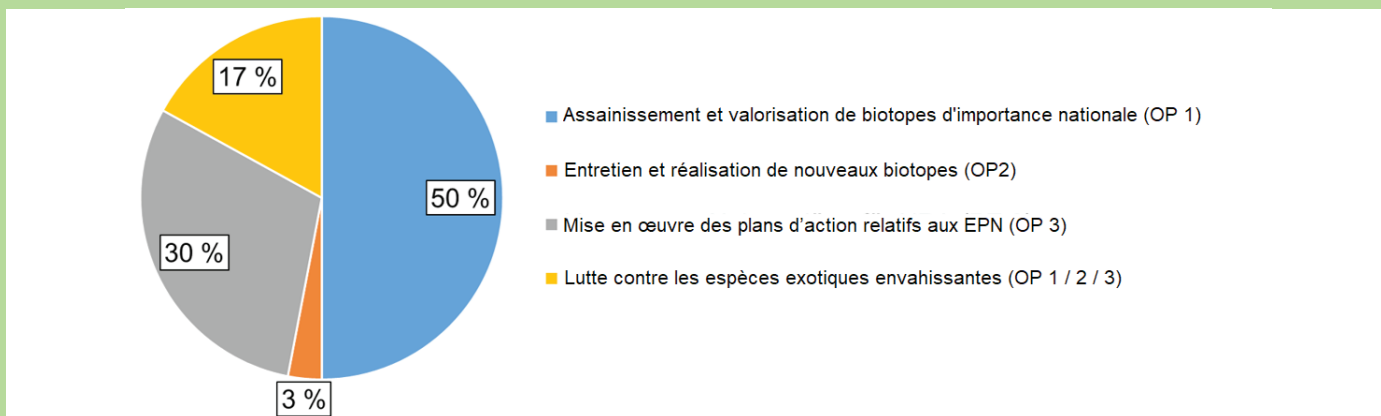 17 %
50 %
30 %
3 %
Assainissement et valorisation de biotopes d'importance nationale (OP 1)
Entretien et réalisation de nouveaux biotopes (OP2)
Mise en œuvre des plans d’action relatifs aux EPN (OP 3)
Lutte contre les espèces exotiques envahissantes (OP 1 / 2 / 3)